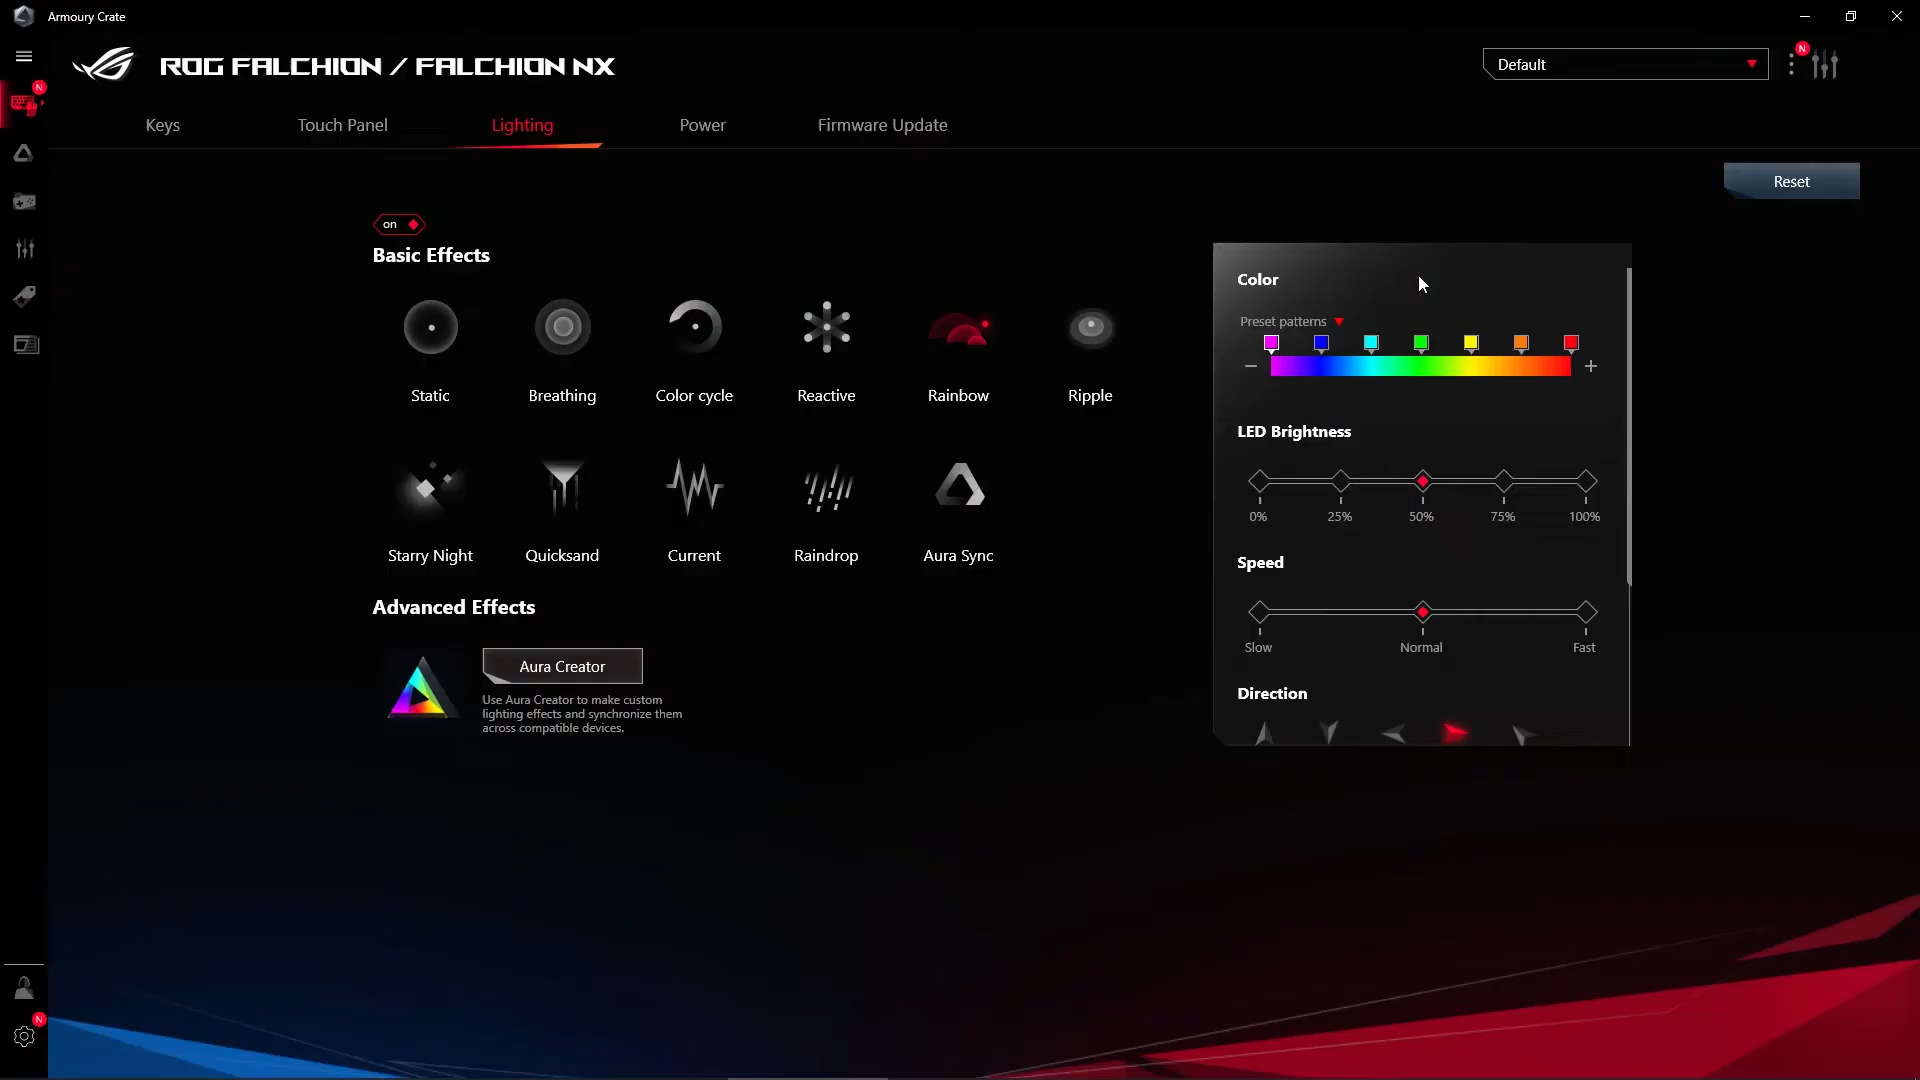 Armoury Crate
ROG FALCHION / FALCHION NX
Default
N
N
Keys
Touch Panel
Lighting
Power
Firmware Update
Reset
on
Basic Effects
Static
Breathing
Color cycle
Reactive
Rainbow
Ripple
Starry Night
Quicksand
Current
Raindrop
Aura Sync
Advanced Effects
Aura Creator
Use Aura Creator to make custom
lighting effects and synchronize them
across compatible devices.
Color
Preset patterns
LED Brightness
0%
25%
50%
75%
100%
Speed
Slow
Normal
Fast
Direction
N